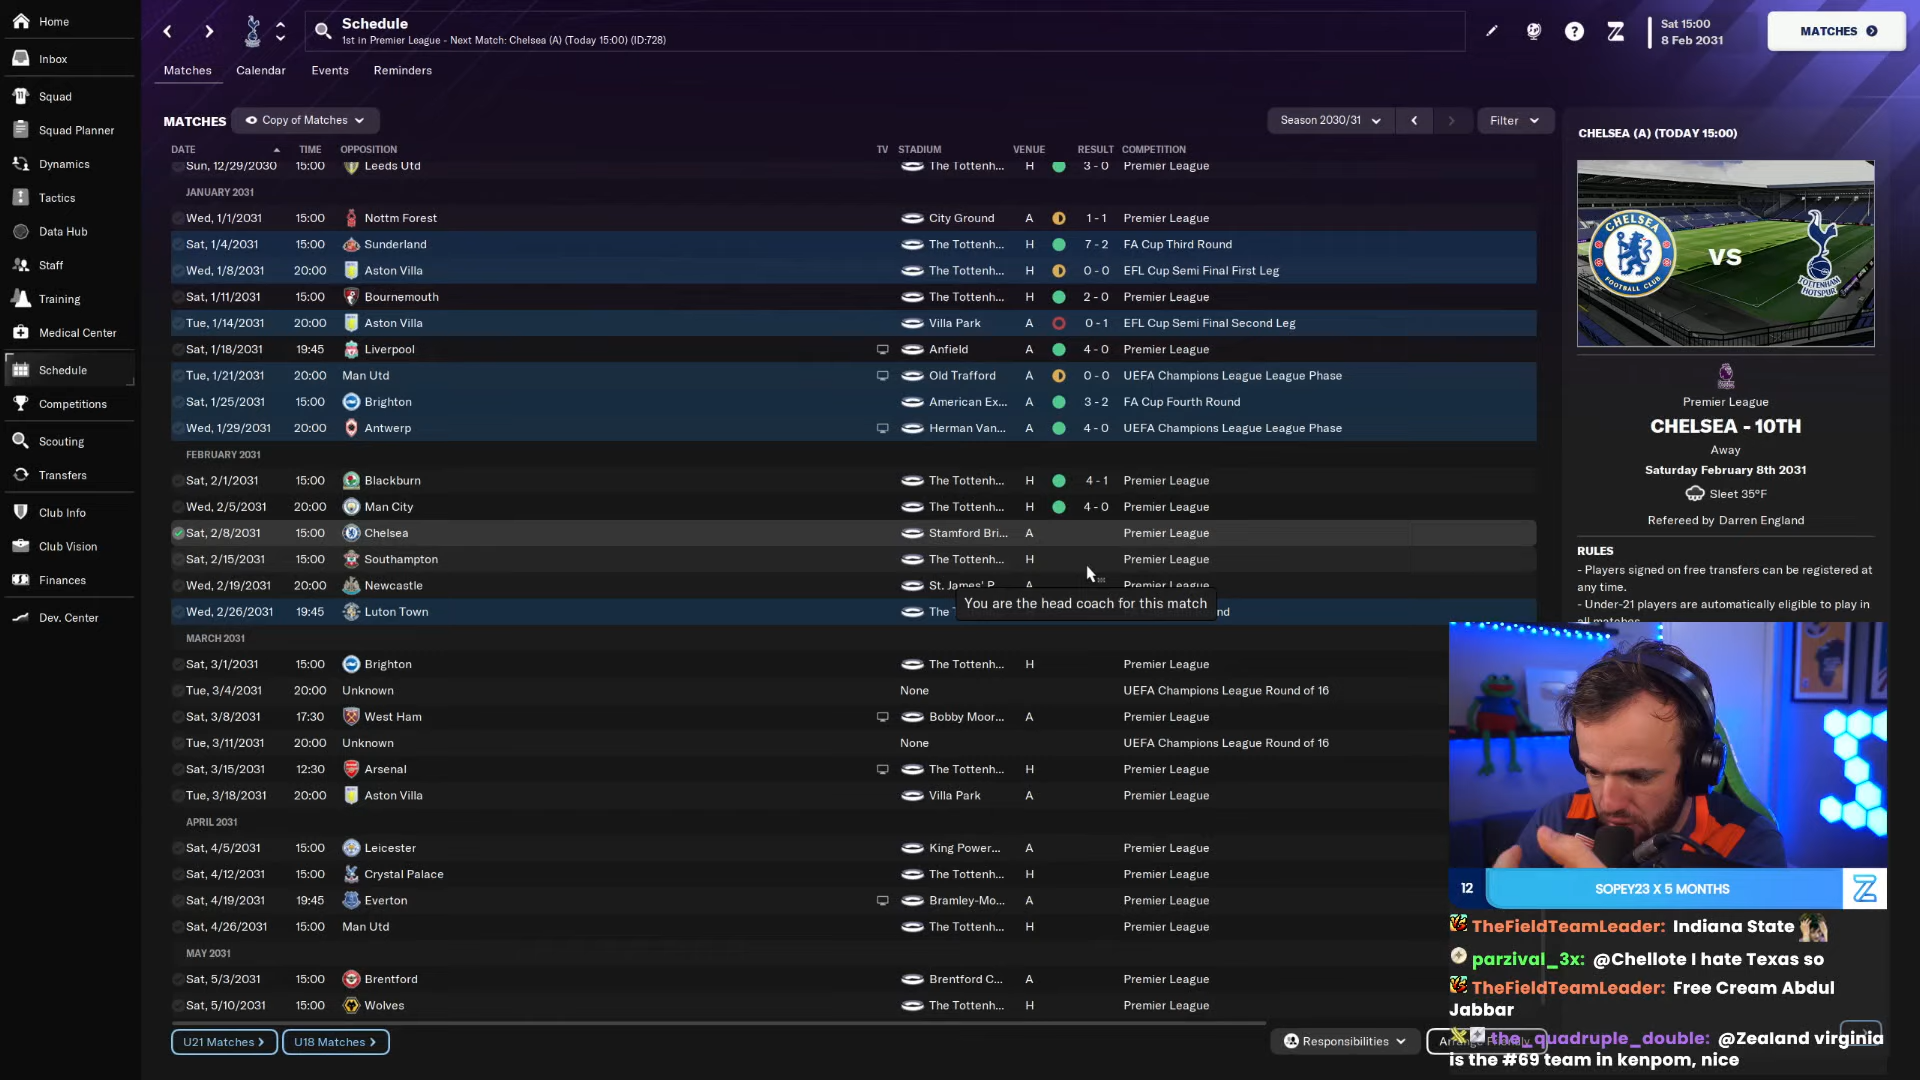 Home
Inbox
Squad
Squad Planner
Dynamics
Tactics
Data Hub
Staff
Training
Medical Center
Schedule
Competitions
Scouting
Transfers
Club Info
Club Vision
Finances
Dev. Center
Schedule
1st in Premier League - Next Match: Chelsea (A) (Today 15:00) (ID:728)
Sat 15:00
8 Feb 2031
MATCHES
Matches Calendar Events Reminders
MATCHES Copy of Matches Season 2030/31 Filter
DATE TIME OPPOSITION TV STADIUM VENUE RESULT COMPETITION
Sun, 12/29/2030 15:00 Leeds Utd The Tottenh... H 3 - 0 Premier League
JANUARY 2031
Wed, 1/1/2031 15:00 Nottm Forest City Ground A 1 - 1 Premier League
Sat, 1/4/2031 15:00 Sunderland The Tottenh... H 7 - 2 FA Cup Third Round
Wed, 1/8/2031 20:00 Aston Villa The Tottenh... H 0 - 0 EFL Cup Semi Final First Leg
Sat, 1/11/2031 15:00 Bournemouth The Tottenh... H 2 - 0 Premier League
Tue, 1/14/2031 20:00 Aston Villa Villa Park A 0 - 1 EFL Cup Semi Final Second Leg
Sat, 1/18/2031 19:45 Liverpool Anfield A 4 - 0 Premier League
Tue, 1/21/2031 20:00 Man Utd Old Trafford A 0 - 0 UEFA Champions League League Phase
Sat, 1/25/2031 15:00 Brighton American Ex... A 3 - 2 FA Cup Fourth Round
Wed, 1/29/2031 20:00 Antwerp Herman Van... A 4 - 0 UEFA Champions League League Phase
FEBRUARY 2031
Sat, 2/1/2031 15:00 Blackburn The Tottenh... H 4 - 1 Premier League
Wed, 2/5/2031 20:00 Man City The Tottenh... H 4 - 0 Premier League
Sat, 2/8/2031 15:00 Chelsea Stamford Bri... A Premier League
Sat, 2/15/2031 15:00 Southampton The Tottenh... H Premier League
Wed, 2/19/2031 20:00 Newcastle St. James' P... A Premier League
You are the head coach for this match
Wed, 2/26/2031 19:45 Luton Town The
MARCH 2031
Sat, 3/1/2031 15:00 Brighton The Tottenh... H Premier League
Tue, 3/4/2031 20:00 Unknown None UEFA Champions League Round of 16
Sat, 3/8/2031 17:30 West Ham Bobby Moor... A Premier League
Tue, 3/11/2031 20:00 Unknown None UEFA Champions League Round of 16
Sat, 3/15/2031 12:30 Arsenal The Tottenh... H Premier League
Tue, 3/18/2031 20:00 Aston Villa Villa Park A Premier League
APRIL 2031
Sat, 4/5/2031 15:00 Leicester King Power... A Premier League
Sat, 4/12/2031 15:00 Crystal Palace The Tottenh... H Premier League
Sat, 4/19/2031 19:45 Everton Bramley-Mo... A Premier League
Sat, 4/26/2031 15:00 Man Utd The Tottenh... H Premier League
MAY 2031
Sat, 5/3/2031 15:00 Brentford Brentford C... A Premier League
Sat, 5/10/2031 15:00 Wolves The Tottenh... H Premier League
U21 Matches U18 Matches Responsibilities
CHELSEA (A) (TODAY 15:00)
CHELSEA
FOOTBALL CLUB
VS
TOTTENHAM
HOTSPUR
Premier League
CHELSEA - 10TH
Away
Saturday February 8th 2031
Sleet 35°F
Refereed by Darren England
RULES
- Players signed on free transfers can be registered at
any time.
- Under-21 players are automatically eligible to play in
all matches
12 SOPEY23 X 5 MONTHS
TheFieldTeamLeader: Indiana State
parzival_3x: @Chellote I hate Texas so
TheFieldTeamLeader: Free Cream Abdul
Jabbar
the_quadruple_double: @Zealand virginia
is the #69 team in kenpom, nice